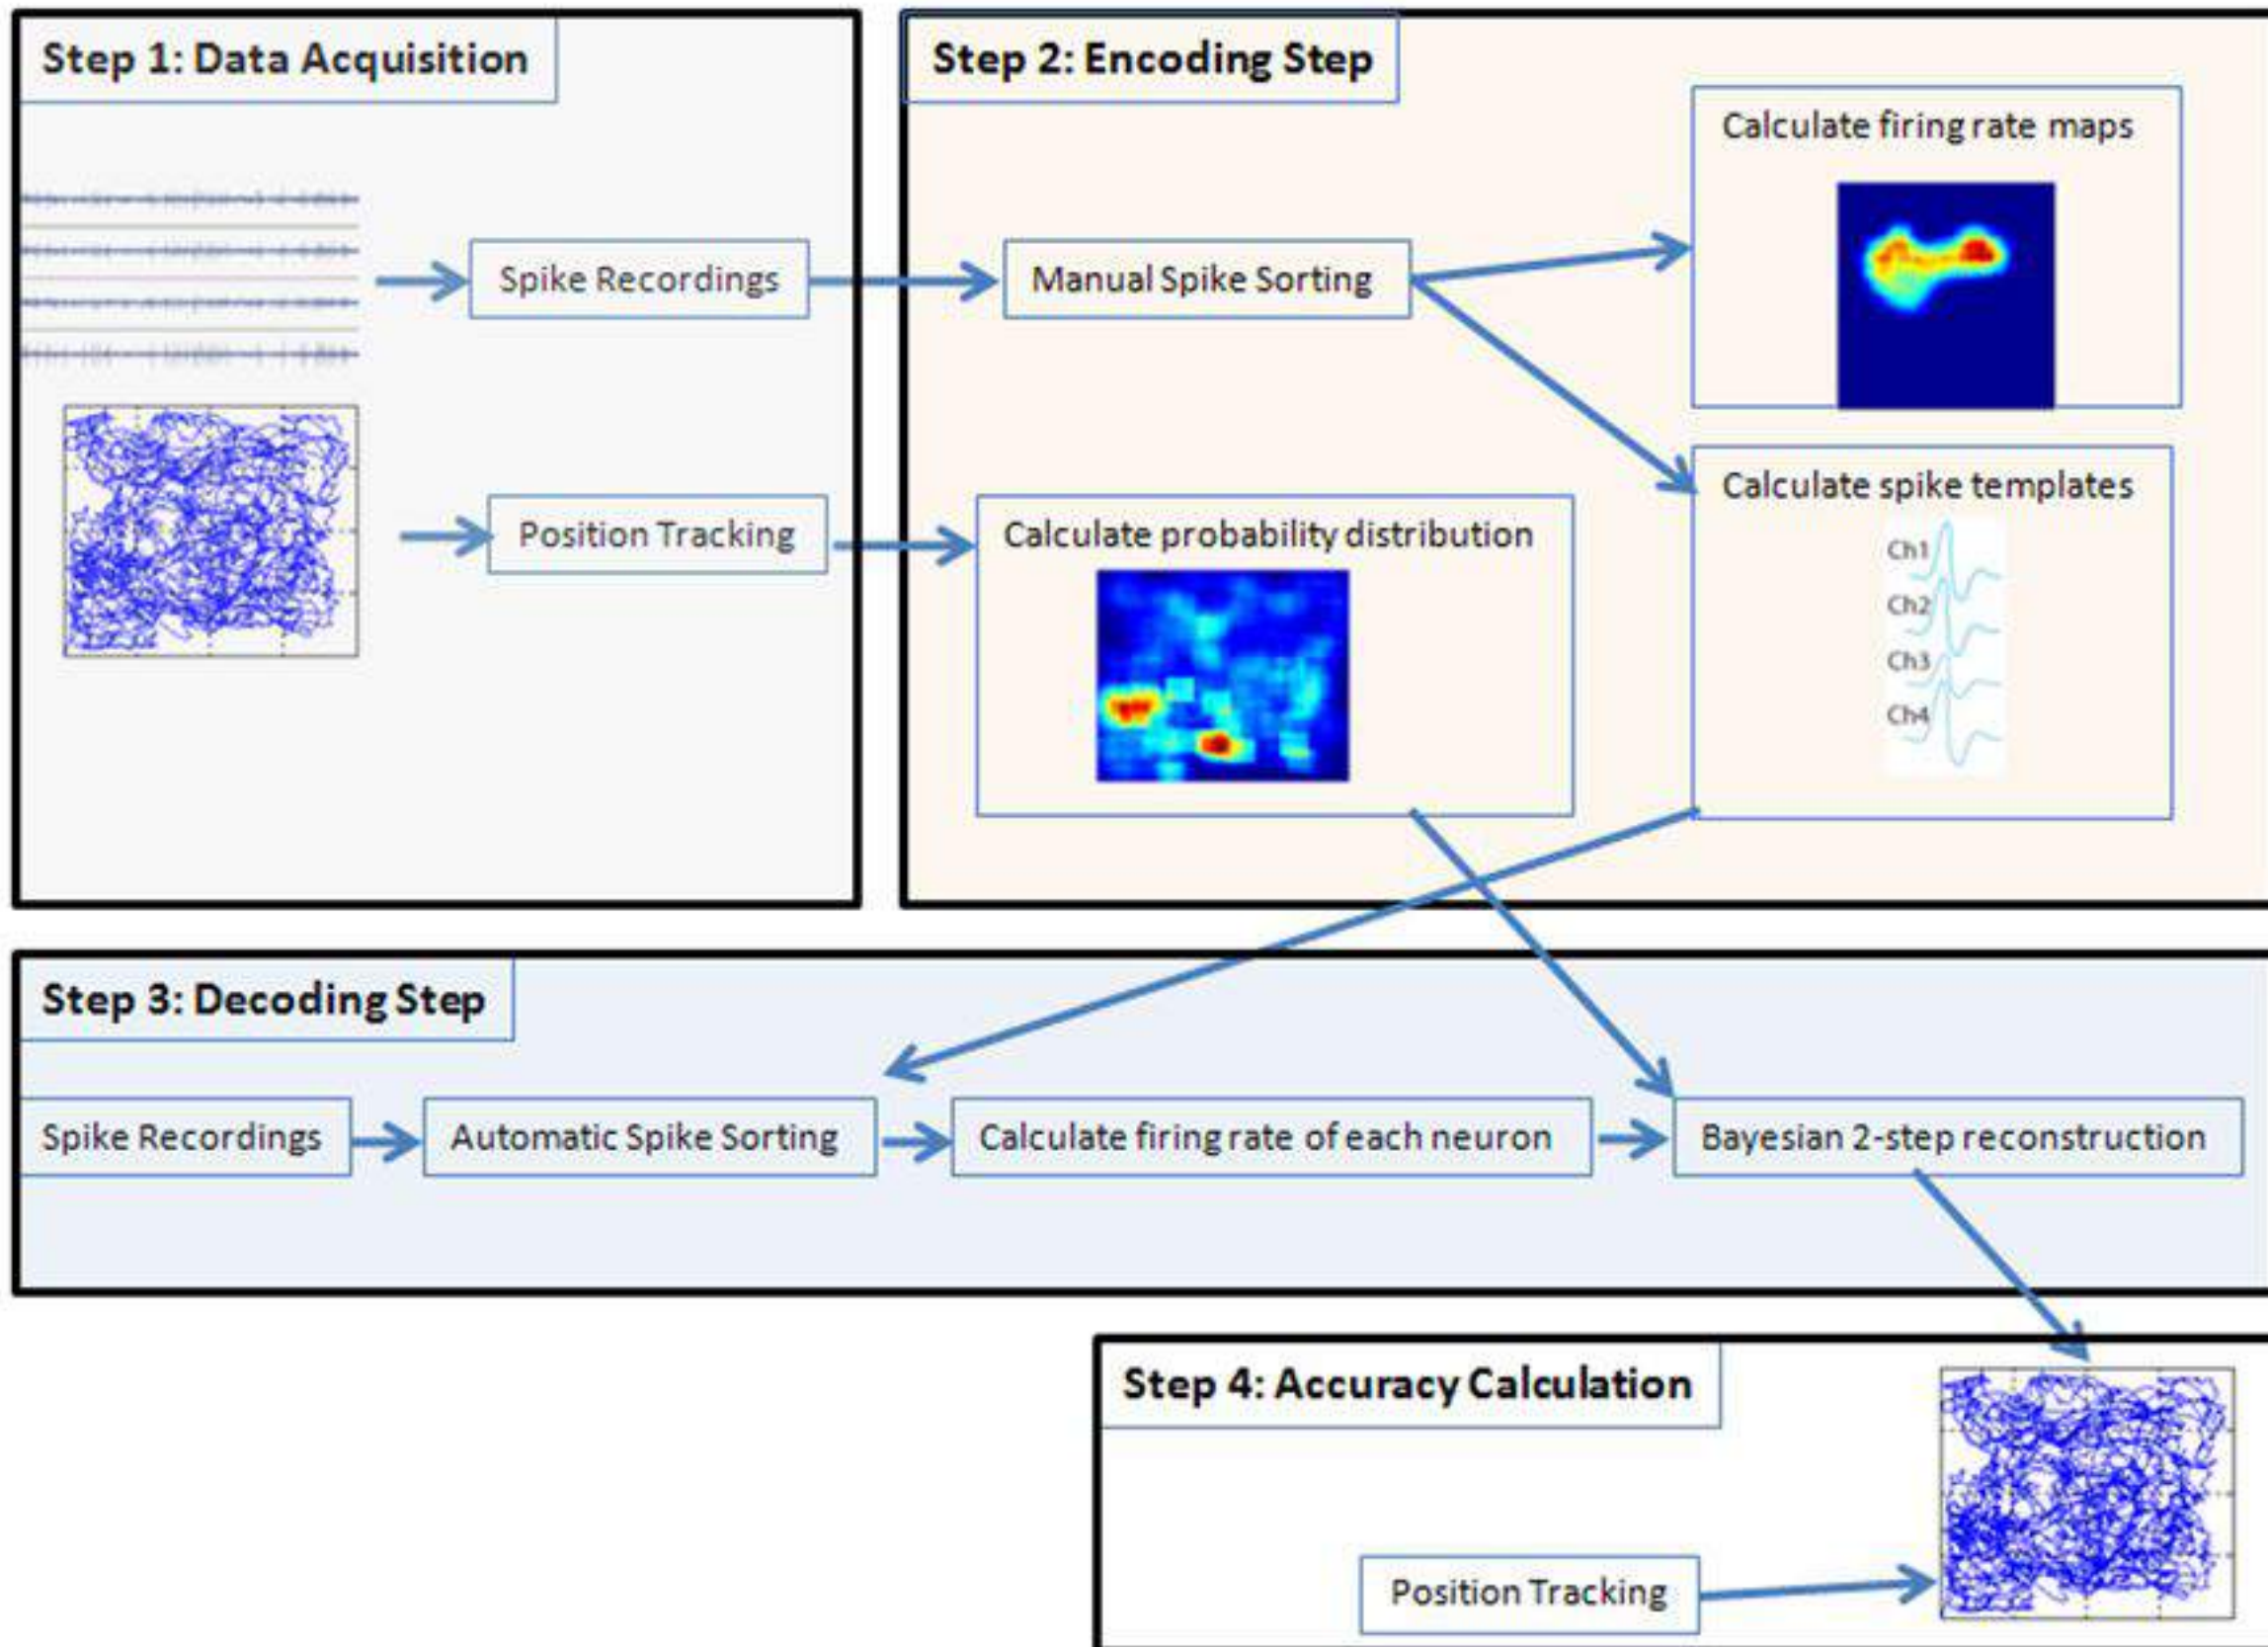 Step 1: Data Acquisition
Spike Recordings
Position Tracking
Step 2: Encoding Step
Manual Spike Sorting
Calculate firing rate maps
Calculate probability distribution
Calculate spike templates
Ch1
Ch2
Ch3
Ch4
Step 3: Decoding Step
Spike Recordings
Automatic Spike Sorting
Calculate firing rate of each neuron
Bayesian 2-step reconstruction
Step 4: Accuracy Calculation
Position Tracking